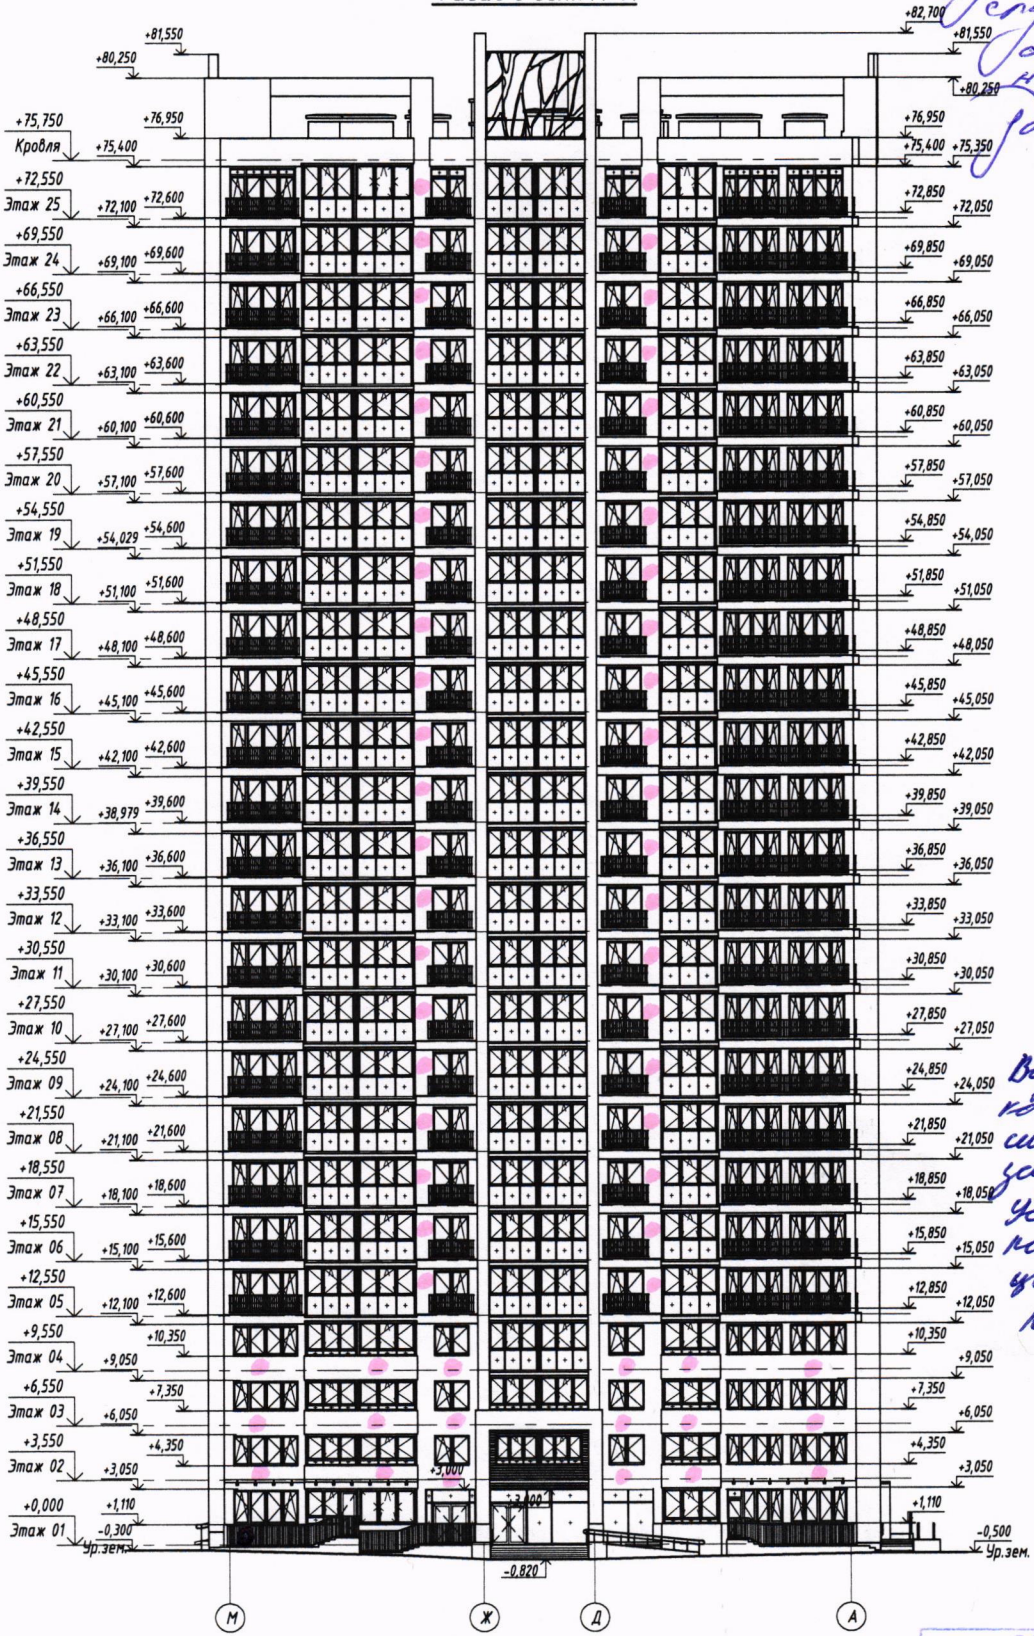 +82,700
+81,550 +81,550
+80,250 +80,250
+76,950 +76,950
+75,750
Кровля +75,400 +75,400 +75,350
+72,550 +72,600 +72,850
Этаж 25 +72,100 +72,050
+69,550 +69,600 +69,850
Этаж 24 +69,100 +69,050
+66,550 +66,600 +66,850
Этаж 23 +66,100 +66,050
+63,550 +63,600 +63,850
Этаж 22 +63,100 +63,050
+60,550 +60,600 +60,850
Этаж 21 +60,100 +60,050
+57,550 +57,600 +57,850
Этаж 20 +57,100 +57,050
+54,550 +54,600 +54,850
Этаж 19 +54,029 +54,050
+51,550 +51,600 +51,850
Этаж 18 +51,100 +51,050
+48,550 +48,600 +48,850
Этаж 17 +48,100 +48,050
+45,550 +45,600 +45,850
Этаж 16 +45,100 +45,050
+42,550 +42,600 +42,850
Этаж 15 +42,100 +42,050
+39,550 +39,600 +39,850
Этаж 14 +38,979 +39,050
+36,550 +36,600 +36,850
Этаж 13 +36,100 +36,050
+33,550 +33,600 +33,850
Этаж 12 +33,100 +33,050
+30,550 +30,600 +30,850
Этаж 11 +30,100 +30,050
+27,550 +27,600 +27,850
Этаж 10 +27,100 +27,050
+24,550 +24,600 +24,850
Этаж 09 +24,100 +24,050
+21,550 +21,600 +21,850
Этаж 08 +21,100 +21,050
+18,550 +18,600 +18,850
Этаж 07 +18,100 +18,050
+15,550 +15,600 +15,850
Этаж 06 +15,100 +15,050
+12,550 +12,600 +12,850
Этаж 05 +12,100 +12,050
+9,550 +10,350 +10,350
Этаж 04 +9,050 +9,050
+6,550 +7,350 +7,350
Этаж 03 +6,050 +6,050
+3,550 +4,350 +4,350
Этаж 02 +3,050 +3,000 +3,050
+0,000 +1,110 +1,110
Этаж 01 -0,300 -0,500
Ур.зем. Ур.зем.
-0,820
М Ж Д А